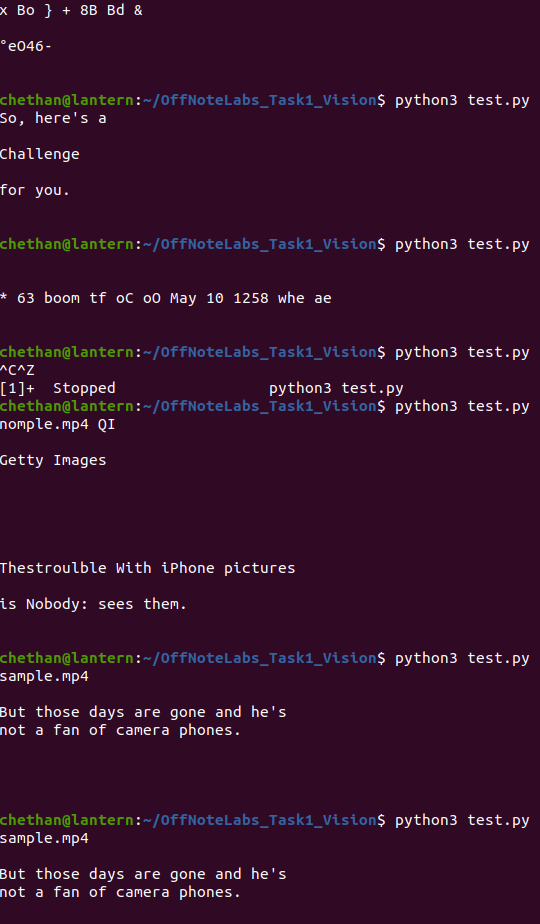 x Bo } + 8B Bd &
°eO46-
chethan@lantern:~/OffNoteLabs_Task1_Vision$ python3 test.py
So, here's a
Challenge
for you.
chethan@lantern:~/OffNoteLabs_Task1_Vision$ python3 test.py
* 63 boom tf oC oO May 10 1258 whe ae
chethan@lantern:~/OffNoteLabs_Task1_Vision$ python3 test.py
^C^Z
[1]+  Stopped                 python3 test.py
chethan@lantern:~/OffNoteLabs_Task1_Vision$ python3 test.py
nomple.mp4 QI
Getty Images
Thestroulble With iPhone pictures
is Nobody: sees them.
chethan@lantern:~/OffNoteLabs_Task1_Vision$ python3 test.py
sample.mp4
But those days are gone and he's
not a fan of camera phones.
chethan@lantern:~/OffNoteLabs_Task1_Vision$ python3 test.py
sample.mp4
But those days are gone and he's
not a fan of camera phones.